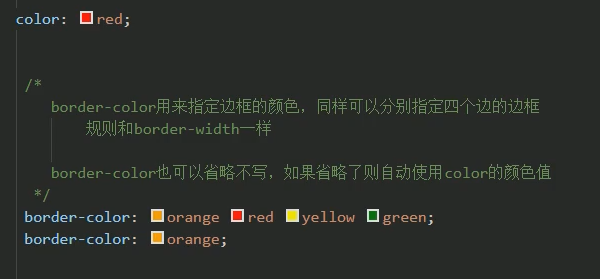 color: red;
/*
border-color用来指定边框的颜色，同样可以分别指定四个边的边框
规则和border-width一样
border-color也可以省略不写，如果省略了则自动使用color的颜色值
*/
border-color: orange red yellow green;
border-color: orange;